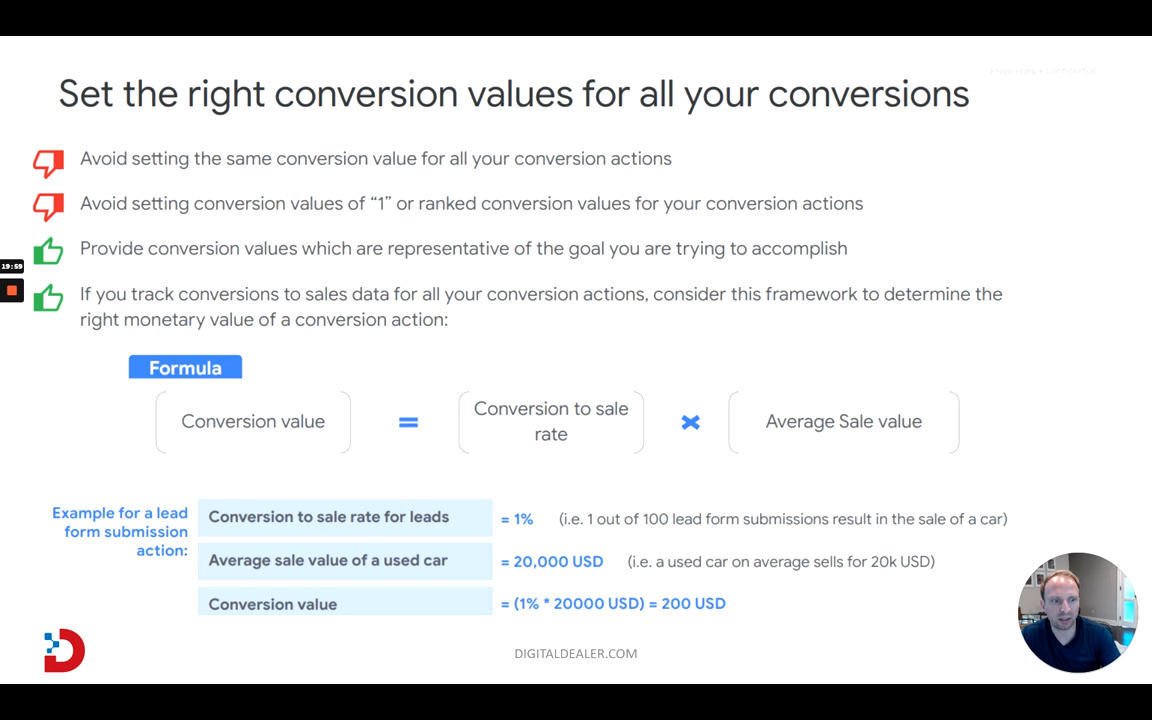 Proprietary + Confidential
Set the right conversion values for all your conversions
Avoid setting the same conversion value for all your conversion actions
Avoid setting conversion values of “1” or ranked conversion values for your conversion actions
Provide conversion values which are representative of the goal you are trying to accomplish
19:59
If you track conversions to sales data for all your conversion actions, consider this framework to determine the
right monetary value of a conversion action:
Formula
Conversion value
=
Conversion to sale
rate
×
Average Sale value
Example for a lead
form submission
action:
Conversion to sale rate for leads
= 1% (i.e. 1 out of 100 lead form submissions result in the sale of a car)
Average sale value of a used car
= 20,000 USD (i.e. a used car on average sells for 20k USD)
Conversion value
= (1% * 20000 USD) = 200 USD
D
DIGITALDEALER.COM